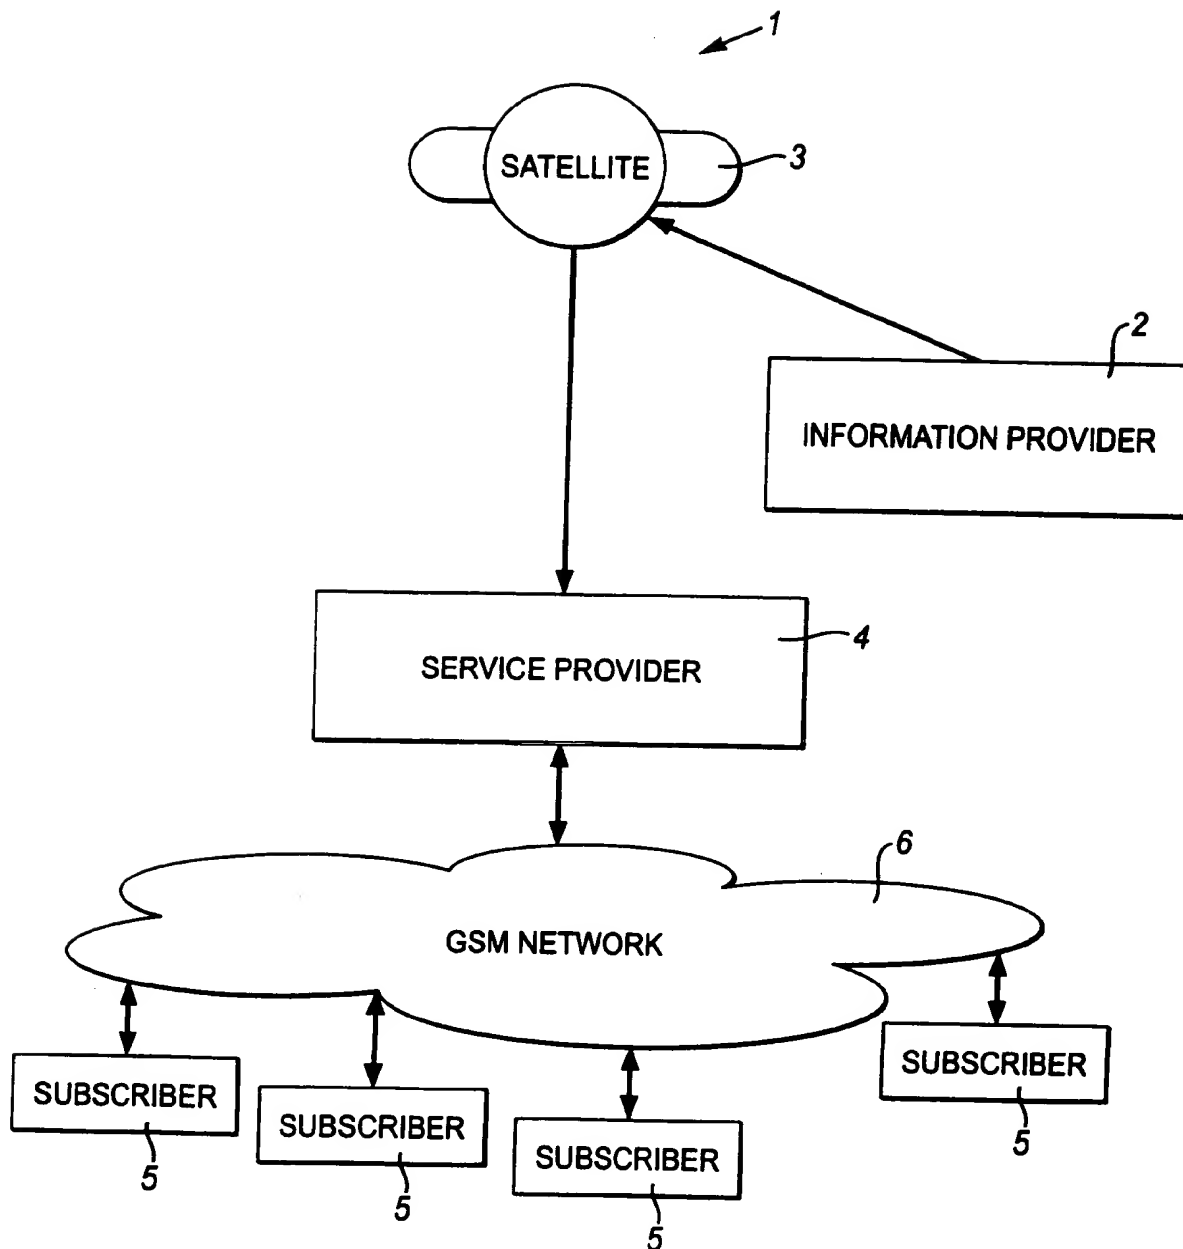 1
SATELLITE
3
2
INFORMATION PROVIDER
4
SERVICE PROVIDER
6
GSM NETWORK
SUBSCRIBER
SUBSCRIBER
SUBSCRIBER
SUBSCRIBER
5
5
5
5